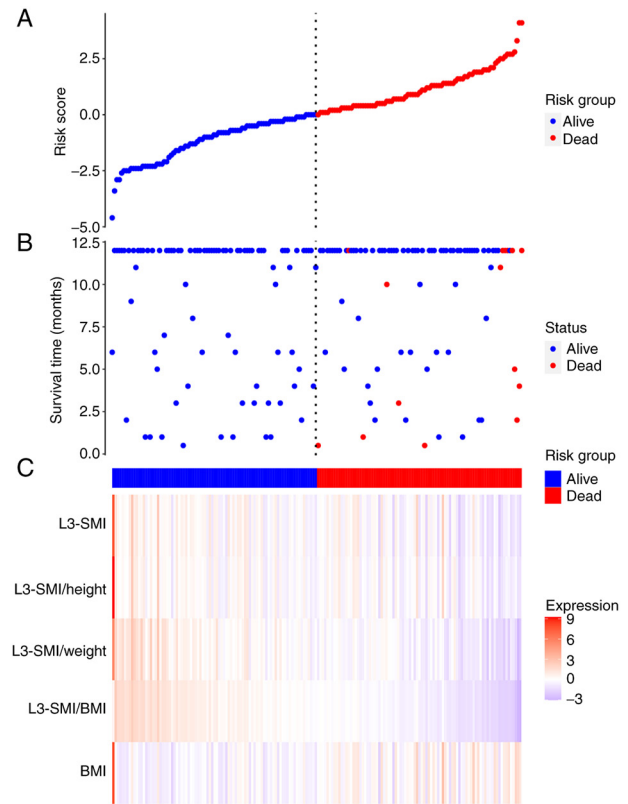 A
Risk score
2.5
0.0
−2.5
−5.0
Risk group
Alive
Dead
B
Survival time (months)
12.5
10.0
7.5
5.0
2.5
0.0
Status
Alive
Dead
C
Risk group
Alive
Dead
L3-SMI
L3-SMI/height
L3-SMI/weight
L3-SMI/BMI
BMI
Expression
9
6
3
0
−3